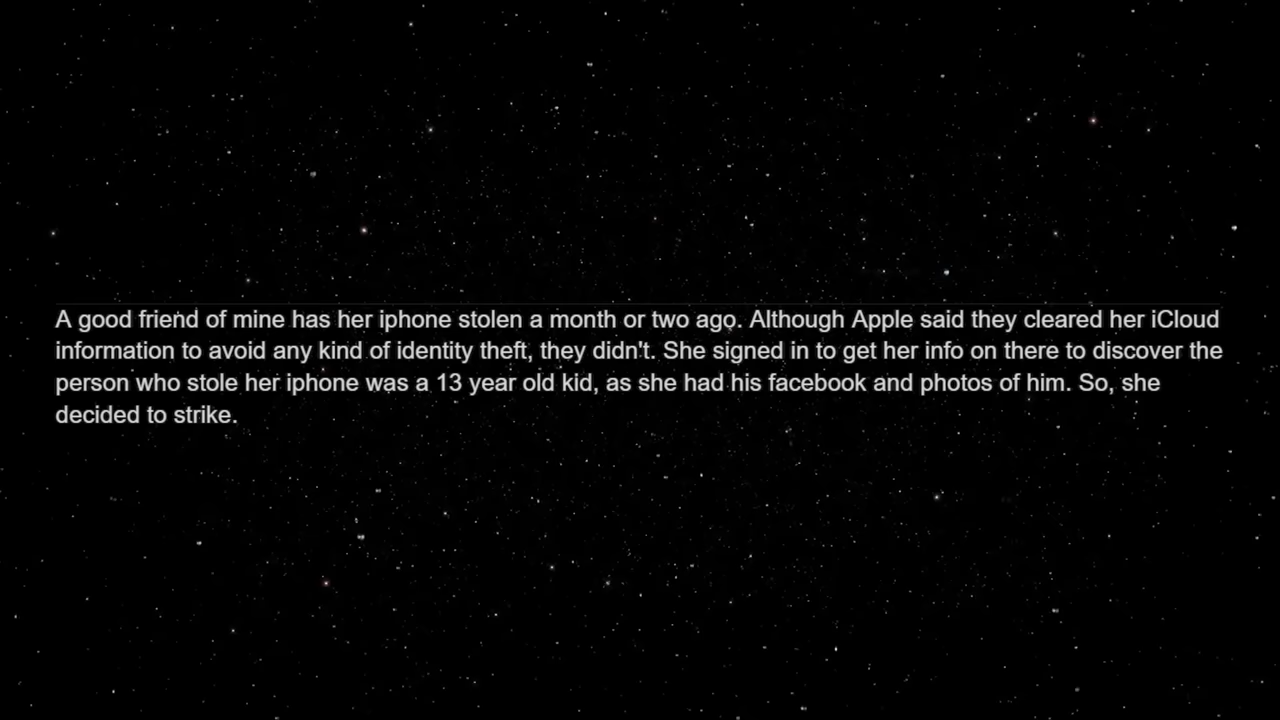 A good friend of mine has her iphone stolen a month or two ago. Although Apple said they cleared her iCloud
information to avoid any kind of identity theft, they didn't. She signed in to get her info on there to discover the
person who stole her iphone was a 13 year old kid, as she had his facebook and photos of him. So, she
decided to strike.